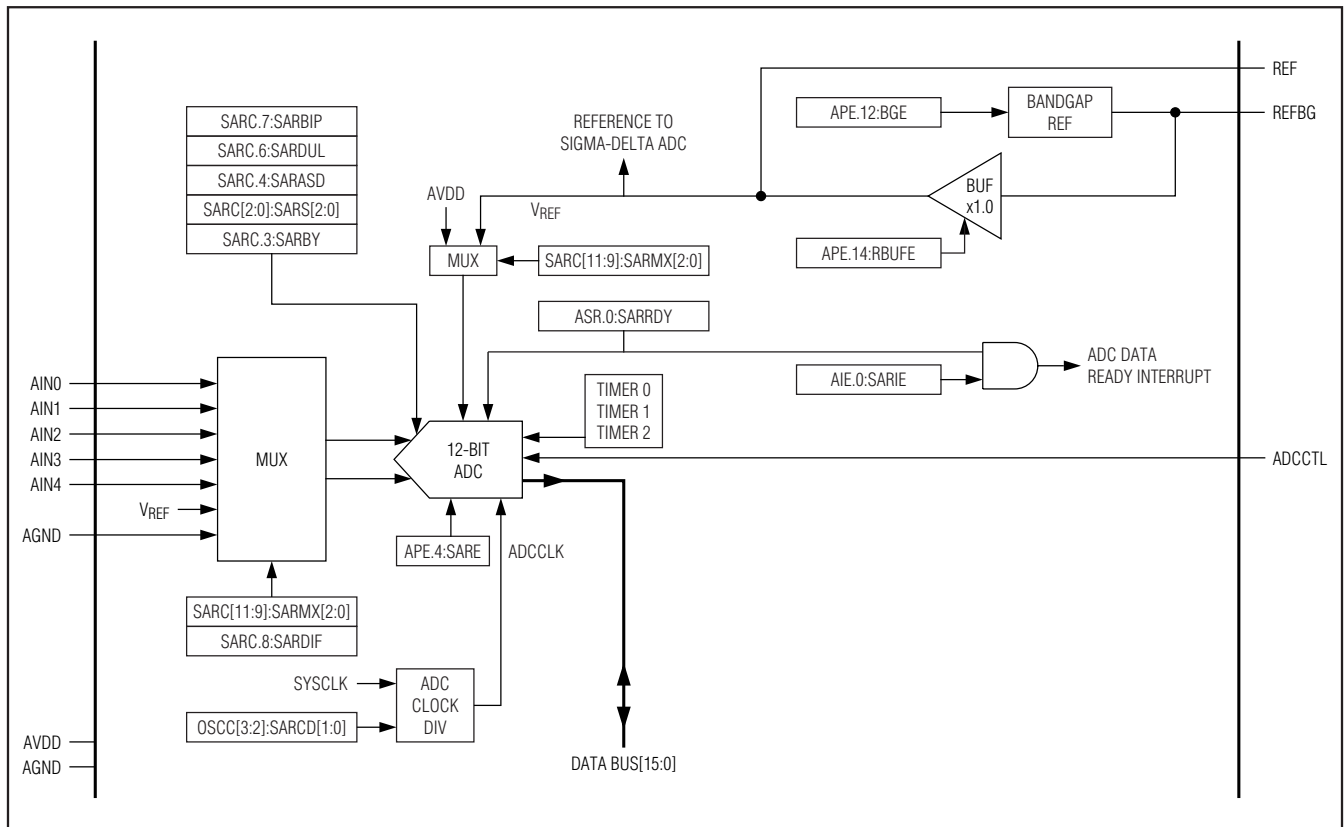 REF
APE.12:BGE
BANDGAP
REF
REFBG
SARC.7:SARBIP
SARC.6:SARDUL
SARC.4:SARASD
SARC[2:0]:SARS[2:0]
SARC.3:SARBY
REFERENCE TO
SIGMA-DELTA ADC
AVDD
VREF
BUF
x1.0
MUX
SARC[11:9]:SARMX[2:0]
APE.14:RBUFE
ASR.0:SARRDY
AIE.0:SARIE
ADC DATA
READY INTERRUPT
TIMER 0
TIMER 1
TIMER 2
AIN0
AIN1
AIN2
AIN3
AIN4
VREF
AGND
MUX
12-BIT
ADC
ADCCTL
APE.4:SARE
ADCCLK
SARC[11:9]:SARMX[2:0]
SARC.8:SARDIF
SYSCLK
OSCC[3:2]:SARCD[1:0]
ADC
CLOCK
DIV
AVDD
AGND
DATA BUS[15:0]